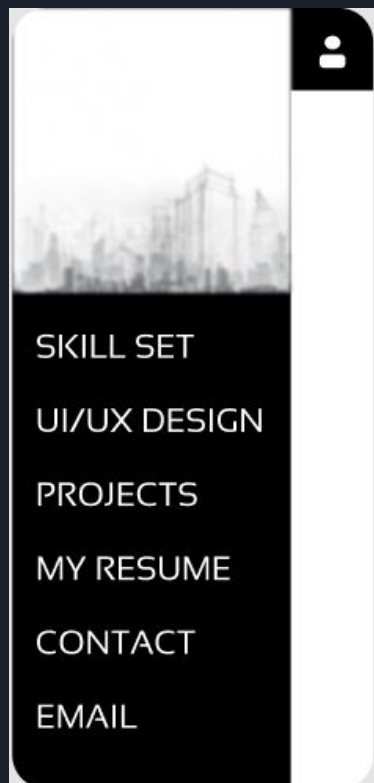 SKILL SET
UI/UX DESIGN
PROJECTS
MY RESUME
CONTACT
EMAIL